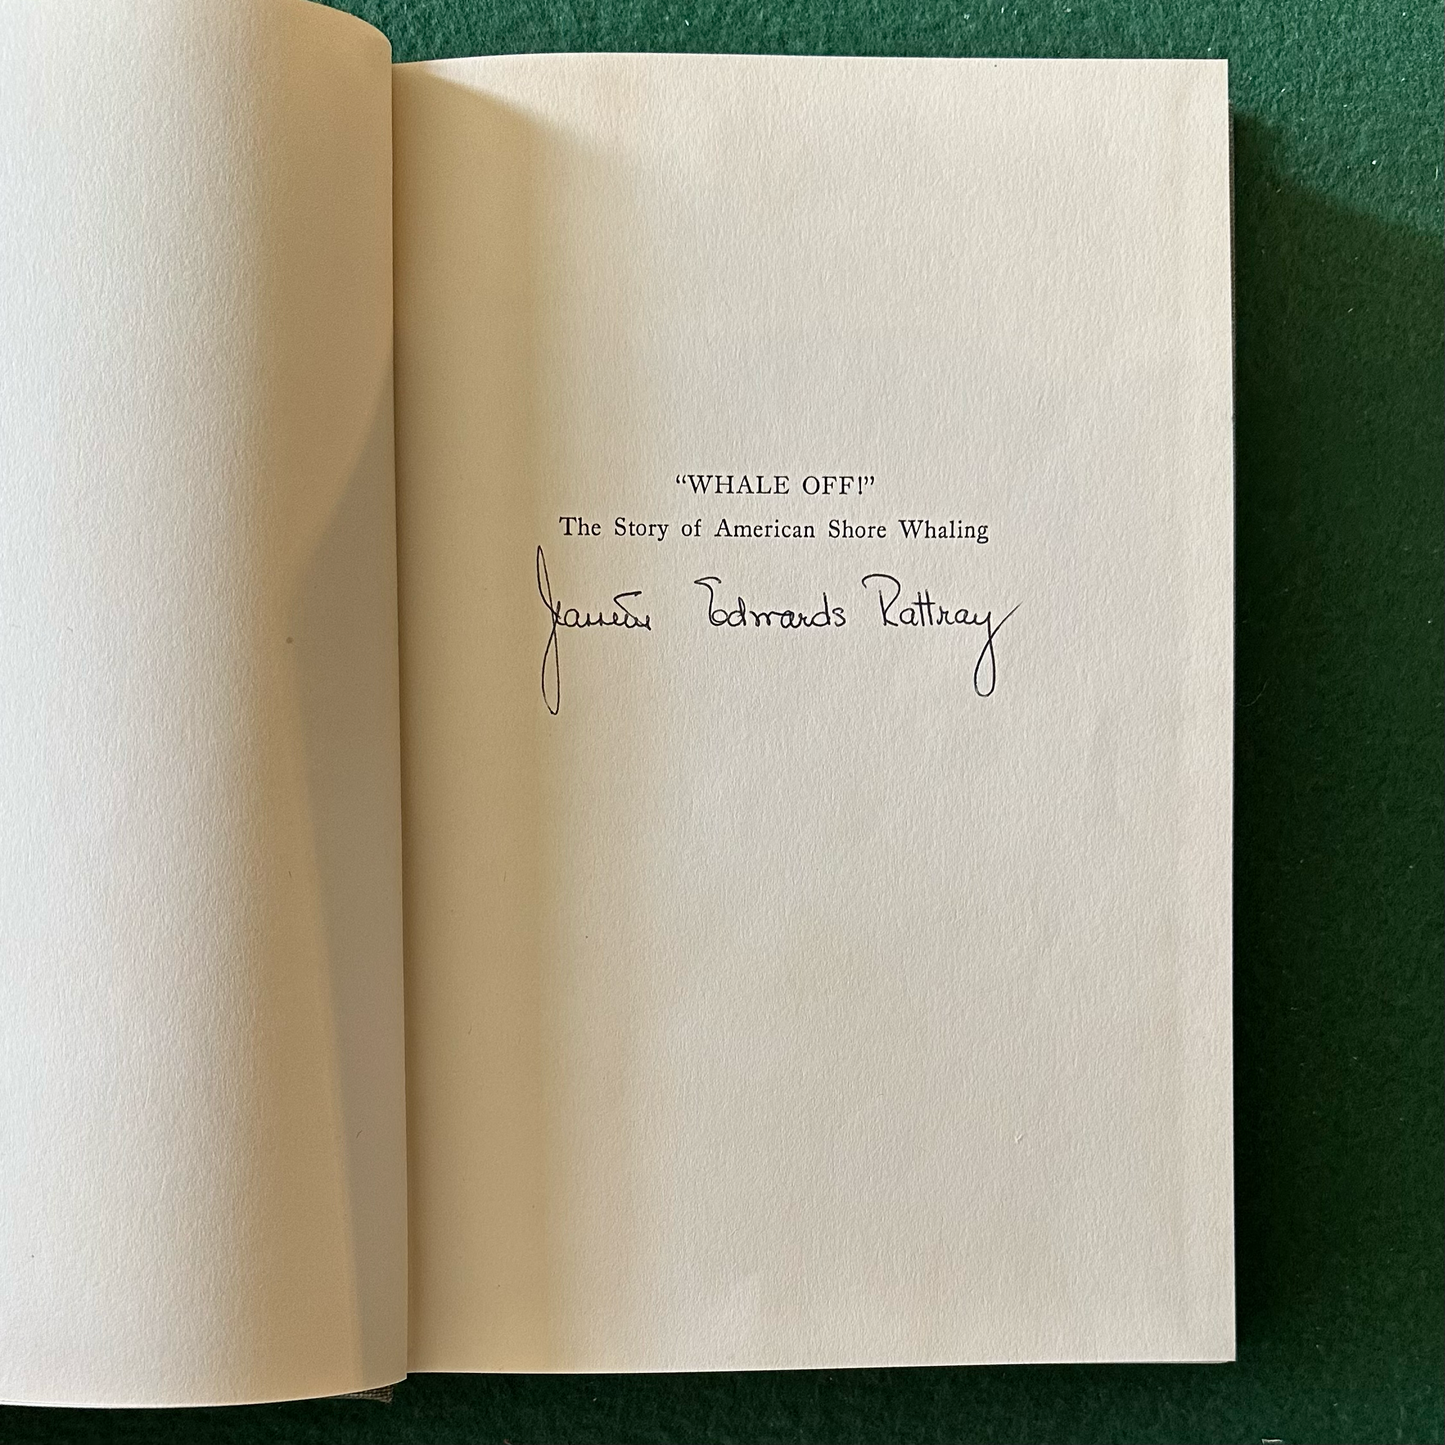 “WHALE OFF!”
The Story of American Shore Whaling
Jeannette Edwards Rattray